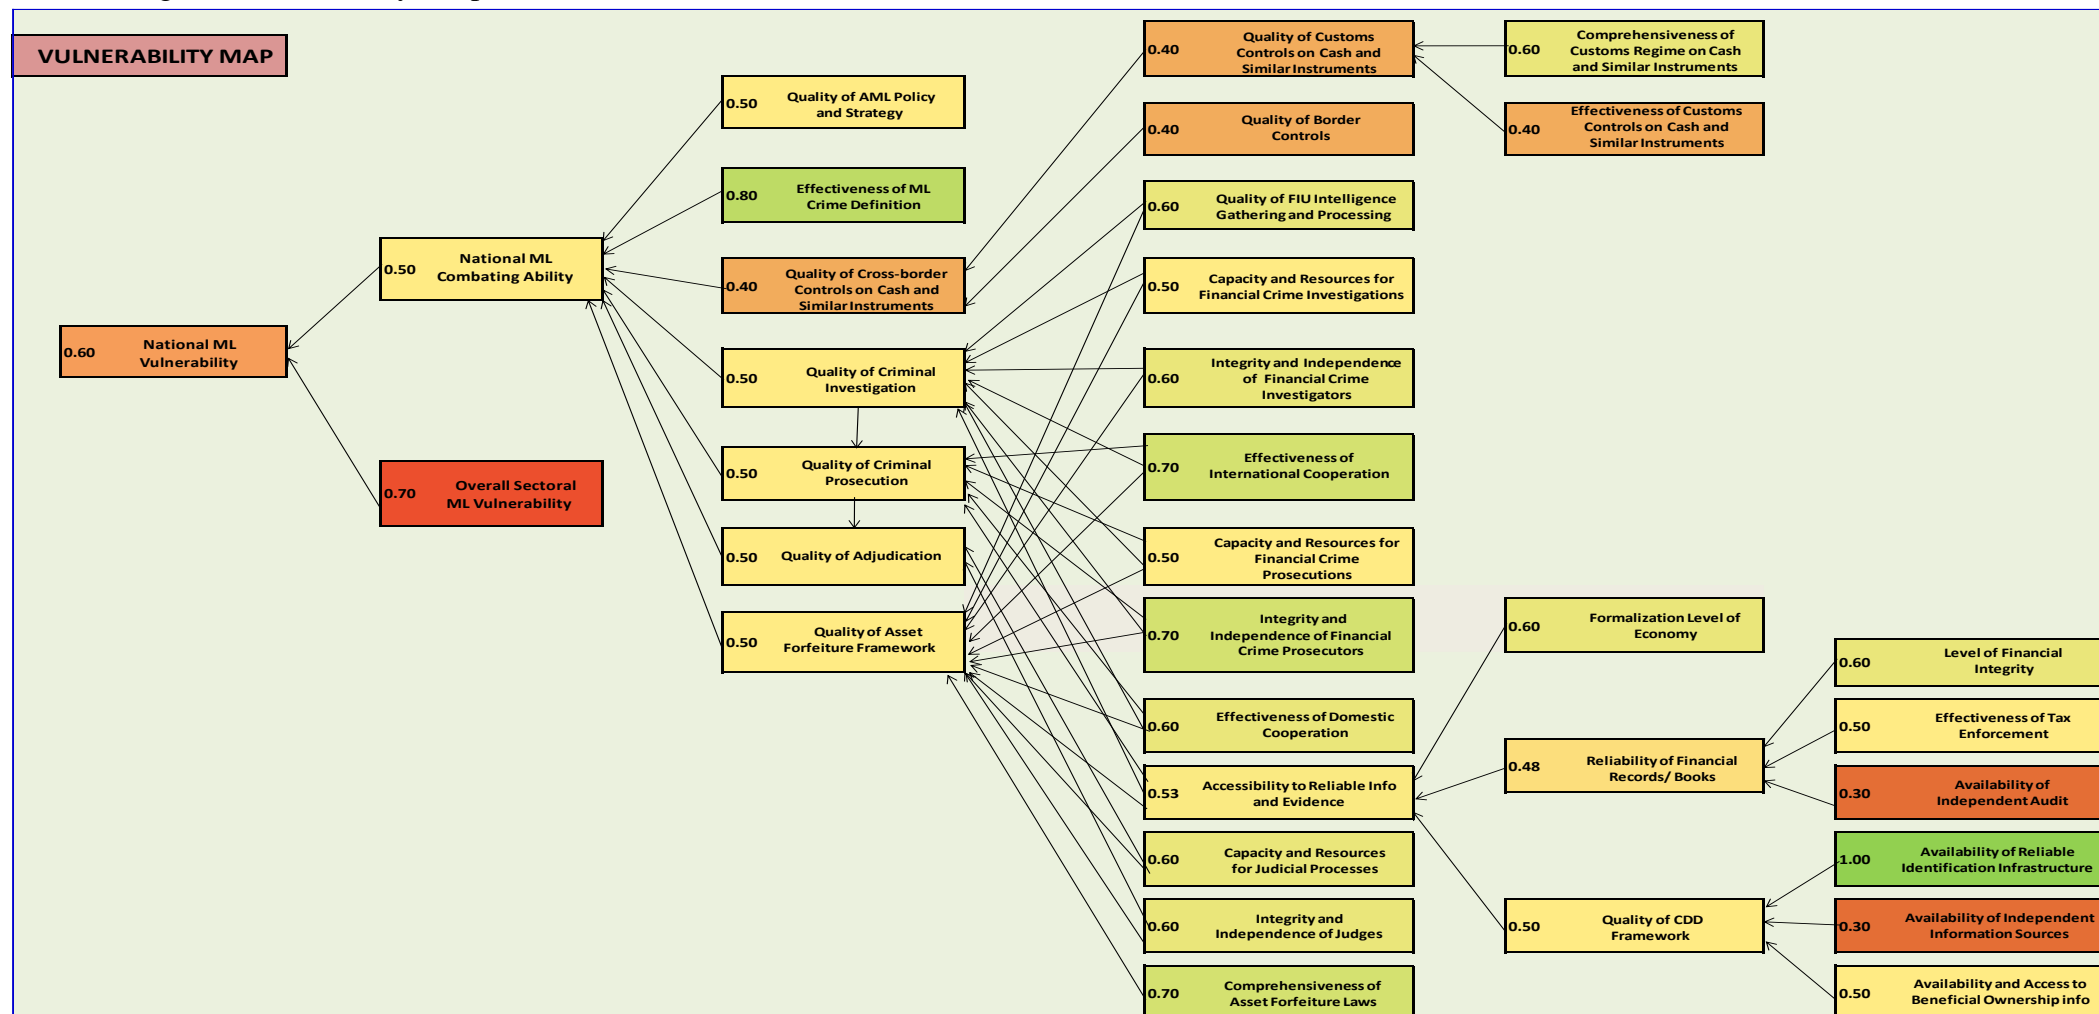 VULNERABILITY MAP
0.60
National ML
Vulnerability
0.50
National ML
Combating Ability
0.70
Overall Sectoral
ML Vulnerability
0.50
Quality of AML Policy
and Strategy
0.80
Effectiveness of ML
Crime Definition
0.40
Quality of Cross-border
Controls on Cash and
Similar Instruments
0.50
Quality of Criminal
Investigation
0.50
Quality of Criminal
Prosecution
0.50
Quality of Adjudication
0.50
Quality of Asset
Forfeiture Framework
0.40
Quality of Customs
Controls on Cash and
Similar Instruments
0.40
Quality of Border
Controls
0.60
Quality of FIU Intelligence
Gathering and Processing
0.50
Capacity and Resources for
Financial Crime Investigations
0.60
Integrity and Independence
of Financial Crime
Investigators
0.70
Effectiveness of
International Cooperation
0.50
Capacity and Resources for
Financial Crime
Prosecutions
0.70
Integrity and
Independence of Financial
Crime Prosecutors
0.60
Effectiveness of Domestic
Cooperation
0.53
Accessibility to Reliable Info
and Evidence
0.60
Capacity and Resources
for Judicial Processes
0.60
Integrity and
Independence of Judges
0.70
Comprehensiveness of
Asset Forfeiture Laws
0.60
Comprehensiveness of
Customs Regime on Cash
and Similar Instruments
0.40
Effectiveness of Customs
Controls on Cash and
Similar Instruments
0.60
Formalization Level of
Economy
0.48
Reliability of Financial
Records/ Books
0.50
Quality of CDD
Framework
0.60
Level of Financial
Integrity
0.50
Effectiveness of Tax
Enforcement
0.30
Availability of
Independent Audit
1.00
Availability of Reliable
Identification Infrastructure
0.30
Availability of Independent
Information Sources
0.50
Availability and Access to
Beneficial Ownership info